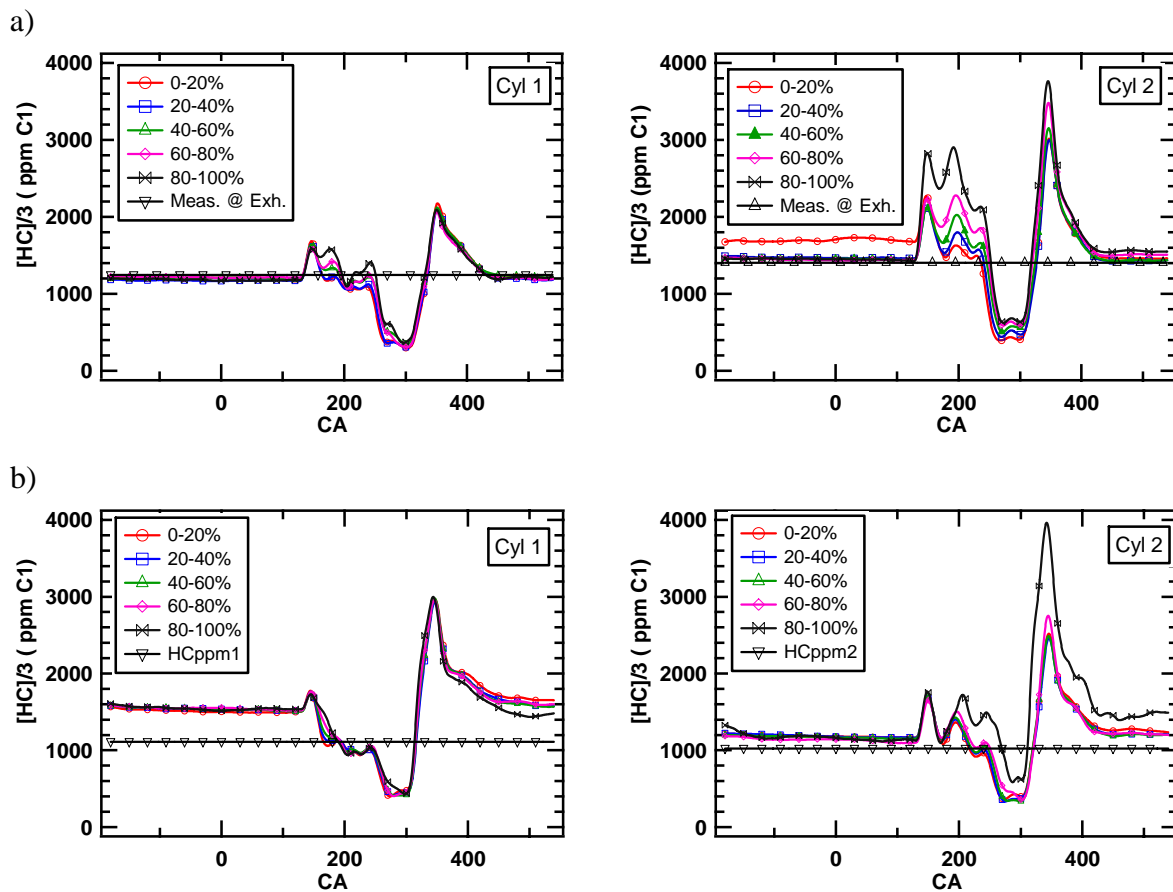 a)
4000
3000
2000
1000
0
[HC]/3 ( ppm C1)
0-20%
20-40%
40-60%
60-80%
80-100%
Meas. @ Exh.
Cyl 1
0
200
400
CA
4000
3000
2000
1000
0
[HC]/3 (ppm C1)
0-20%
20-40%
40-60%
60-80%
80-100%
Meas. @ Exh.
Cyl 2
0
200
400
CA
b)
4000
3000
2000
1000
0
[HC]/3 ( ppm C1)
0-20%
20-40%
40-60%
60-80%
80-100%
HCppm1
Cyl 1
0
200
400
CA
4000
3000
2000
1000
0
[HC]/3 ( ppm C1)
0-20%
20-40%
40-60%
60-80%
80-100%
HCppm2
Cyl 2
0
200
400
CA